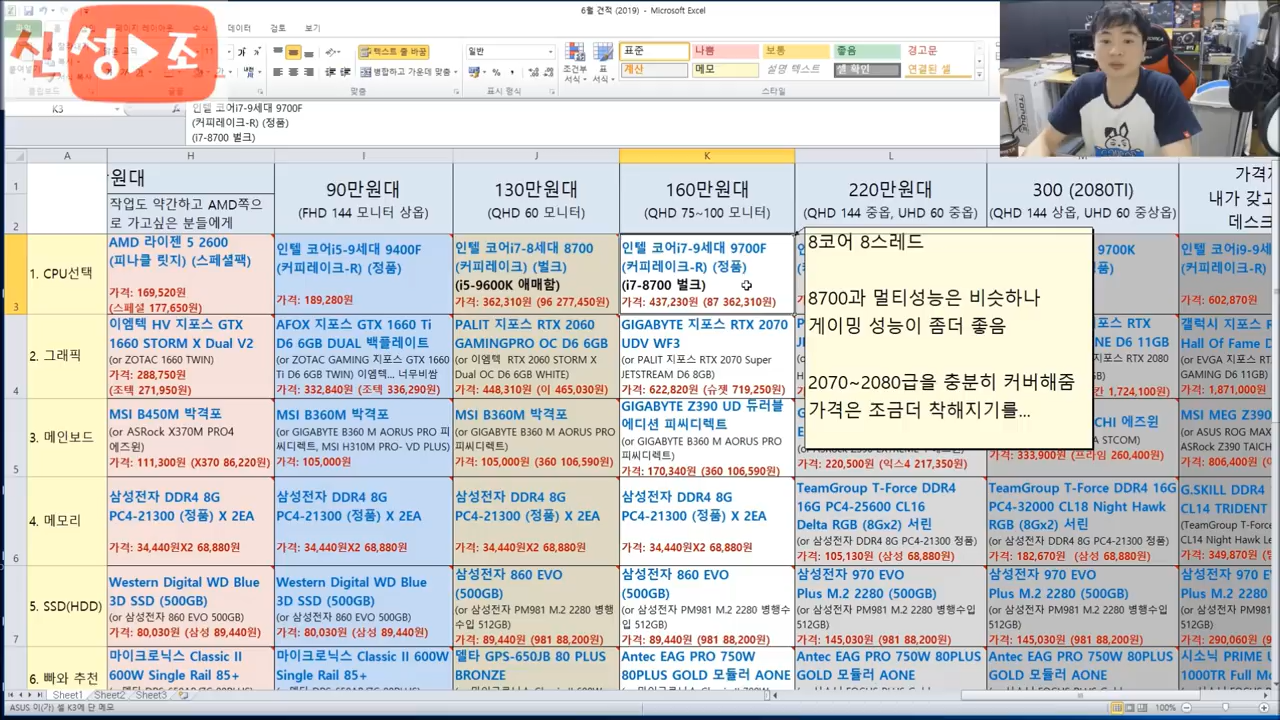 6월 견적 (2019) - Microsoft Excel
신성조
데이터
검토
보기
텍스트 줄 바꿈
병합하고 가운데 맞춤
맞춤
일반
표시 형식
조건부 서식
표 서식
표준
나쁨
보통
좋음
경고문
계산
메모
설명 텍스트
셀 확인
연결된 셀
스타일
K3
인텔 코어i7-9세대 9700F
(커피레이크-R) (정품)
(i7-8700 벌크)
A H I J K L M
1
2
3
4
5
6
7
만원대
작업도 약간하고 AMD쪽으
로 가고싶은 분들에게
90만원대
(FHD 144 모니터 상옵)
130만원대
(QHD 60 모니터)
160만원대
(QHD 75~100 모니터)
220만원대
(QHD 144 중옵, UHD 60 중옵)
300 (2080TI)
(QHD 144 상옵, UHD 60 중상옵)
내가 갖고
데스크
1. CPU선택
AMD 라이젠 5 2600
(피나클 릿지) (스페셜팩)
가격: 169,520원
(스페셜 177,650원)
인텔 코어i5-9세대 9400F
(커피레이크-R) (정품)
가격: 189,280원
인텔 코어i7-8세대 8700
(커피레이크) (벌크)
(i5-9600K 애매함)
가격: 362,310원 (96 277,450원)
인텔 코어i7-9세대 9700F
(커피레이크-R) (정품)
(i7-8700 벌크)
가격: 437,230원 (87 362,310원)
8코어 8스레드
8700과 멀티성능은 비슷하나
게이밍 성능이 좀더 좋음
2070~2080급을 충분히 커버해줌
가격은 조금더 착해지기를...
9700K
인텔 코어i9-9세
가격: 602,870원
2. 그래픽
이엠텍 HV 지포스 GTX
1660 STORM X Dual V2
(or ZOTAC 1660 TWIN)
가격: 288,750원
(조텍 271,950원)
AFOX 지포스 GTX 1660 Ti
D6 6GB DUAL 백플레이트
(or ZOTAC GAMING 지포스 GTX 1660
Ti D6 6GB TWIN) 이엠텍... 너무비쌈
가격: 332,840원 (조텍 336,290원)
PALIT 지포스 RTX 2060
GAMINGPRO OC D6 6GB
(or 이엠텍 RTX 2060 STORM X
Dual OC D6 6GB WHITE)
가격: 448,310원 (이 465,030원)
GIGABYTE 지포스 RTX 2070
UDV WF3
(or PALIT 지포스 RTX 2070 Super
JETSTREAM D6 8GB)
가격: 622,820원 (슈젯 719,250원)
RTX
E D6 11GB
RTX 2080
1,724,100원)
갤럭시 지포스
Hall Of Fame D
(or EVGA 지포스 R
GAMING D6 11GB)
가격: 1,871,000원
3. 메인보드
MSI B450M 박격포
(or ASRock X370M PRO4
에즈윈)
가격: 111,300원 (X370 86,220원)
MSI B360M 박격포
(or GIGABYTE B360 M AORUS PRO
피씨디렉트, MSI H310M PRO- VD PLUS)
가격: 105,000원
MSI B360M 박격포
(or GIGABYTE B360 M AORUS PRO
피씨디렉트)
가격: 105,000원 (360 106,590원)
GIGABYTE Z390 UD 듀러블
에디션 피씨디렉트
(or GIGABYTE B360 M AORUS PRO
피씨디렉트)
가격: 170,340원 (360 106,590원)
가격: 220,500원 (익스4 217,350원)
CHI 에즈윈
STCOM)
가격: 333,900원 (프라임 260,400원)
MSI MEG Z390
(or ASUS ROG MAX
ASRock Z390 TAICH
가격: 806,400원
4. 메모리
삼성전자 DDR4 8G
PC4-21300 (정품) X 2EA
가격: 34,440원X2 68,880원
삼성전자 DDR4 8G
PC4-21300 (정품) X 2EA
가격: 34,440원X2 68,880원
삼성전자 DDR4 8G
PC4-21300 (정품) X 2EA
가격: 34,440원X2 68,880원
삼성전자 DDR4 8G
PC4-21300 (정품) X 2EA
가격: 34,440원X2 68,880원
TeamGroup T-Force DDR4
16G PC4-25600 CL16
Delta RGB (8Gx2) 서린
(or 삼성전자 DDR4 8G PC4-21300 정품)
가격: 105,130원 (삼성 68,880원)
TeamGroup T-Force DDR4 16G
PC4-32000 CL18 Night Hawk
RGB (8Gx2) 서린
(or 삼성전자 DDR4 8G PC4-21300 정품)
가격: 182,670원 (삼성 68,880원)
G.SKILL DDR4
CL14 TRIDENT
(TeamGroup T-Force
CL14 Night Hawk Le
가격: 349,870원
5. SSD(HDD)
Western Digital WD Blue
3D SSD (500GB)
(or 삼성전자 860 EVO 500GB)
가격: 80,030원 (삼성 89,440원)
Western Digital WD Blue
3D SSD (500GB)
(or 삼성전자 860 EVO 500GB)
가격: 80,030원 (삼성 89,440원)
삼성전자 860 EVO
(500GB)
(or 삼성전자 PM981 M.2 2280 병행
수입 512GB)
가격: 89,440원 (981 88,200원)
삼성전자 860 EVO
(500GB)
(or 삼성전자 PM981 M.2 2280 병행수
입 512GB)
가격: 89,440원 (981 88,200원)
삼성전자 970 EVO
Plus M.2 2280 (500GB)
(or 삼성전자 PM981 M.2 2280 병행수입
512GB)
가격: 145,030원 (981 88,200원)
삼성전자 970 EVO
Plus M.2 2280 (500GB)
(or 삼성전자 PM981 M.2 2280 병행수입
512GB)
가격: 145,030원 (981 88,200원)
삼성전자 970
Plus M.2 2280
(or 삼성전자 PM981
512GB)
가격: 290,060원
6. 빠와 추천
마이크로닉스 Classic II
600W Single Rail 85+
마이크로닉스 Classic II 600W
Single Rail 85+
델타 GPS-650JB 80 PLUS
BRONZE
Antec EAG PRO 750W
80PLUS GOLD 모듈러 AONE
Antec EAG PRO 750W 80PLUS
GOLD 모듈러 AONE
Antec EAG PRO 750W 80PLUS
GOLD 모듈러 AONE
시소닉 PRIME U
1000TR Full Mo
Sheet1
Sheet2
Sheet3
ASUS 이(가) 셀 K3에 단 메모
100%